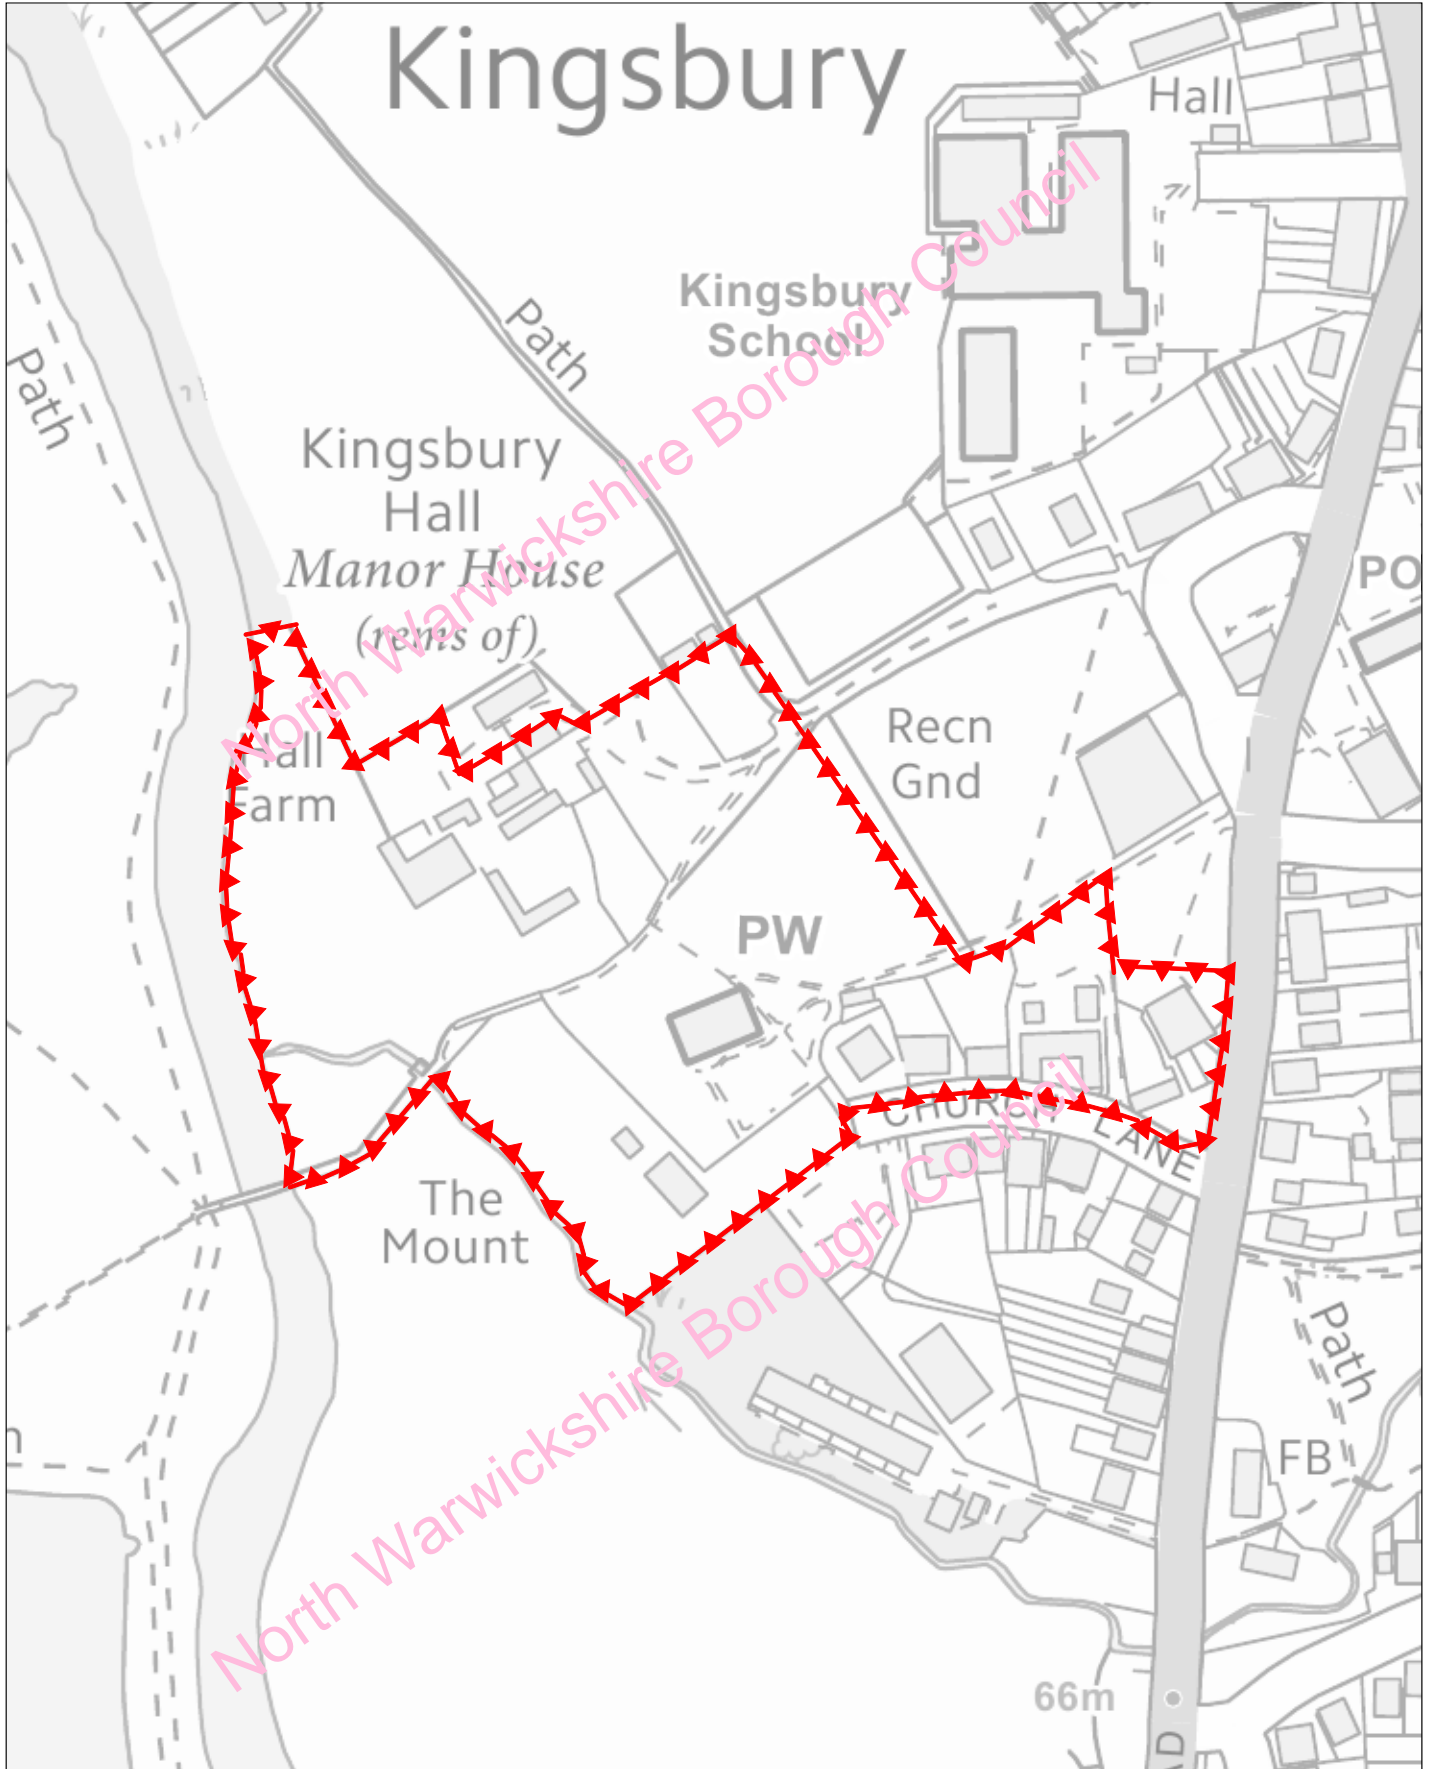 Kingsbury
Hall
Kingsbury
School
Path
Path
Kingsbury
Hall
Manor House
(rems of)
PO
Hall
Farm
Recn
Gnd
PW
CHURCH LANE
The
Mount
Path
FB
66m
North Warwickshire Borough Council
North Warwickshire Borough Council